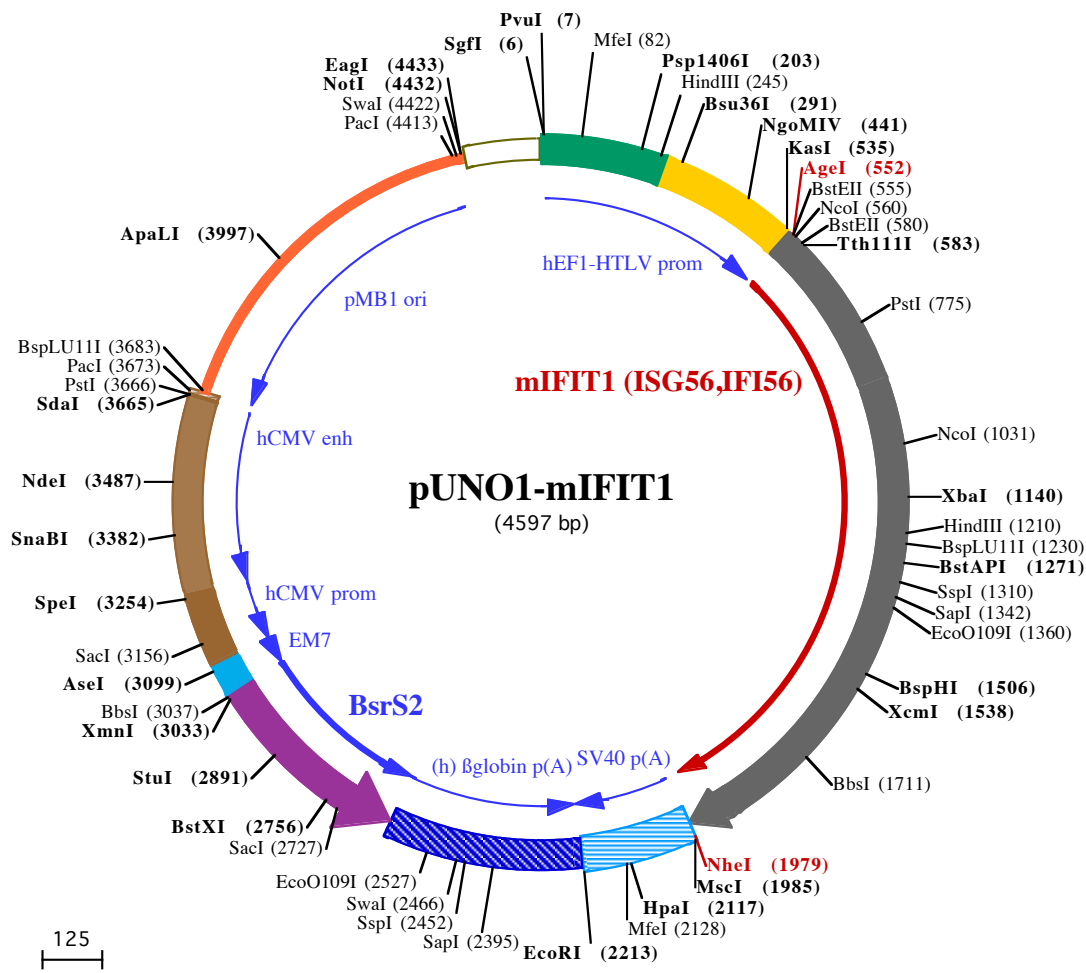 PvuI (7)
SgfI (6)
MfeI (82)
Psp1406I (203)
EagI (4433)
HindIII (245)
NotI (4432)
Bsu36I (291)
SwaI (4422)
NgoMIV (441)
PacI (4413)
KasI (535)
AgeI (552)
BstEII (555)
NcoI (560)
BstEII (580)
Tth111I (583)
ApaLI (3997)
hEF1-HTLV prom
pMB1 ori
PstI (775)
BspLU11I (3683)
PacI (3673)
PstI (3666)
SdaI (3665)
mIFIT1 (ISG56,IFI56)
hCMV enh
NcoI (1031)
NdeI (3487)
pUNO1-mIFIT1
(4597 bp)
XbaI (1140)
SnaBI (3382)
HindIII (1210)
BspLU11I (1230)
BstAPI (1271)
SspI (1310)
SapI (1342)
EcoO109I (1360)
SpeI (3254)
hCMV prom
EM7
SacI (3156)
AseI (3099)
BspHI (1506)
BbsI (3037)
XcmI (1538)
XmnI (3033)
BsrS2
StuI (2891)
(h) ßglobin p(A)
SV40 p(A)
BbsI (1711)
BstXI (2756)
SacI (2727)
NheI (1979)
EcoO109I (2527)
MscI (1985)
SwaI (2466)
HpaI (2117)
SspI (2452)
MfeI (2128)
SapI (2395)
EcoRI (2213)
125